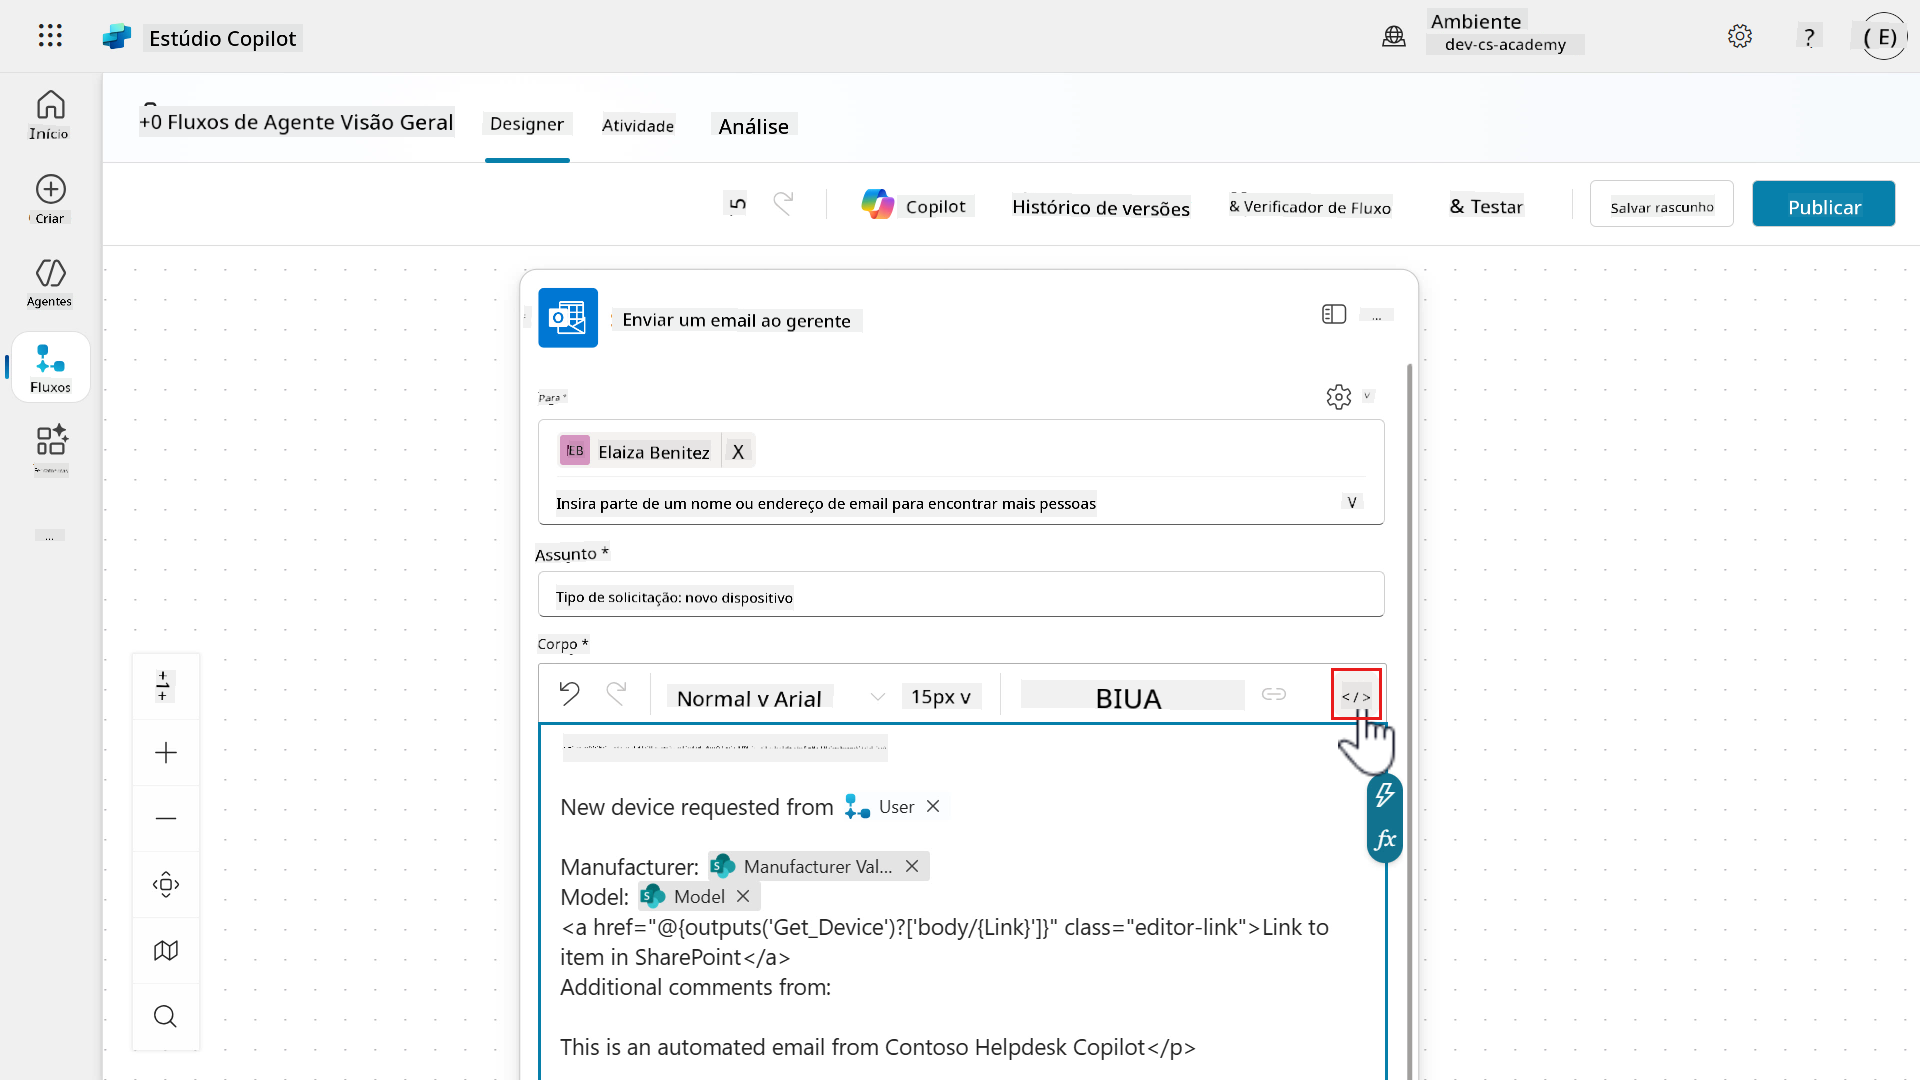 Estúdio Copilot
Ambiente
dev-cs-academy
?
( E)
Início
Criar
Agentes
Fluxos
...
+0 Fluxos de Agente Visão Geral
Designer
Atividade
Análise
5
Copilot
Histórico de versões
& Verificador de Fluxo
& Testar
Salvar rascunho
Publicar
Enviar um email ao gerente
...
Para *
v
EB
Elaiza Benitez
X
Insira parte de um nome ou endereço de email para encontrar mais pessoas
V
Assunto *
Tipo de solicitação: novo dispositivo
Corpo *
Normal v Arial
15px v
BIUA
</>
New device requested from User
Manufacturer: Manufacturer Val...
Model: Model
<a href="@{outputs('Get_Device')?['body/{Link}']}" class="editor-link">Link to
item in SharePoint</a>
Additional comments from:
This is an automated email from Contoso Helpdesk Copilot</p>
fx